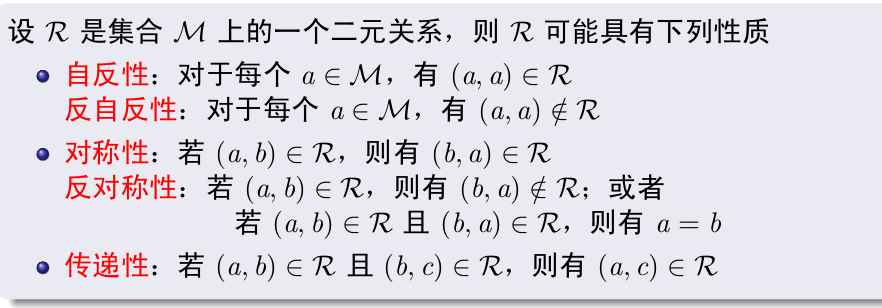 设 R 是集合 M 上的一个二元关系，则 R 可能具有下列性质
自反性：对于每个 a ∈ M，有 (a, a) ∈ R
反自反性：对于每个 a ∈ M，有 (a, a) ∉ R
对称性：若 (a, b) ∈ R，则有 (b, a) ∈ R
反对称性：若 (a, b) ∈ R，则有 (b, a) ∉ R；或者
若 (a, b) ∈ R 且 (b, a) ∈ R，则有 a = b
传递性：若 (a, b) ∈ R 且 (b, c) ∈ R，则有 (a, c) ∈ R